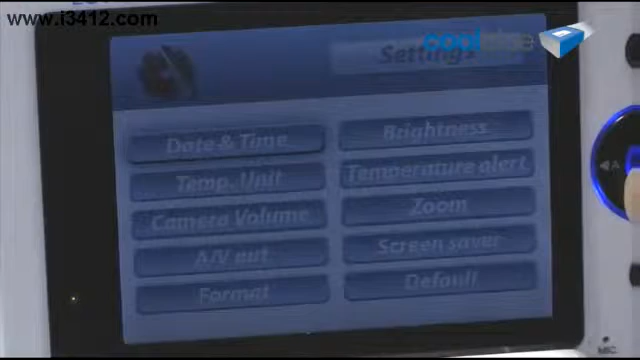 www.i3412.com
Settings
Date & Time
Brightness
Temp. Unit
Temperature alert
Camera Volume
Zoom
A/V out
Screen saver
Format
Default
A
MIC